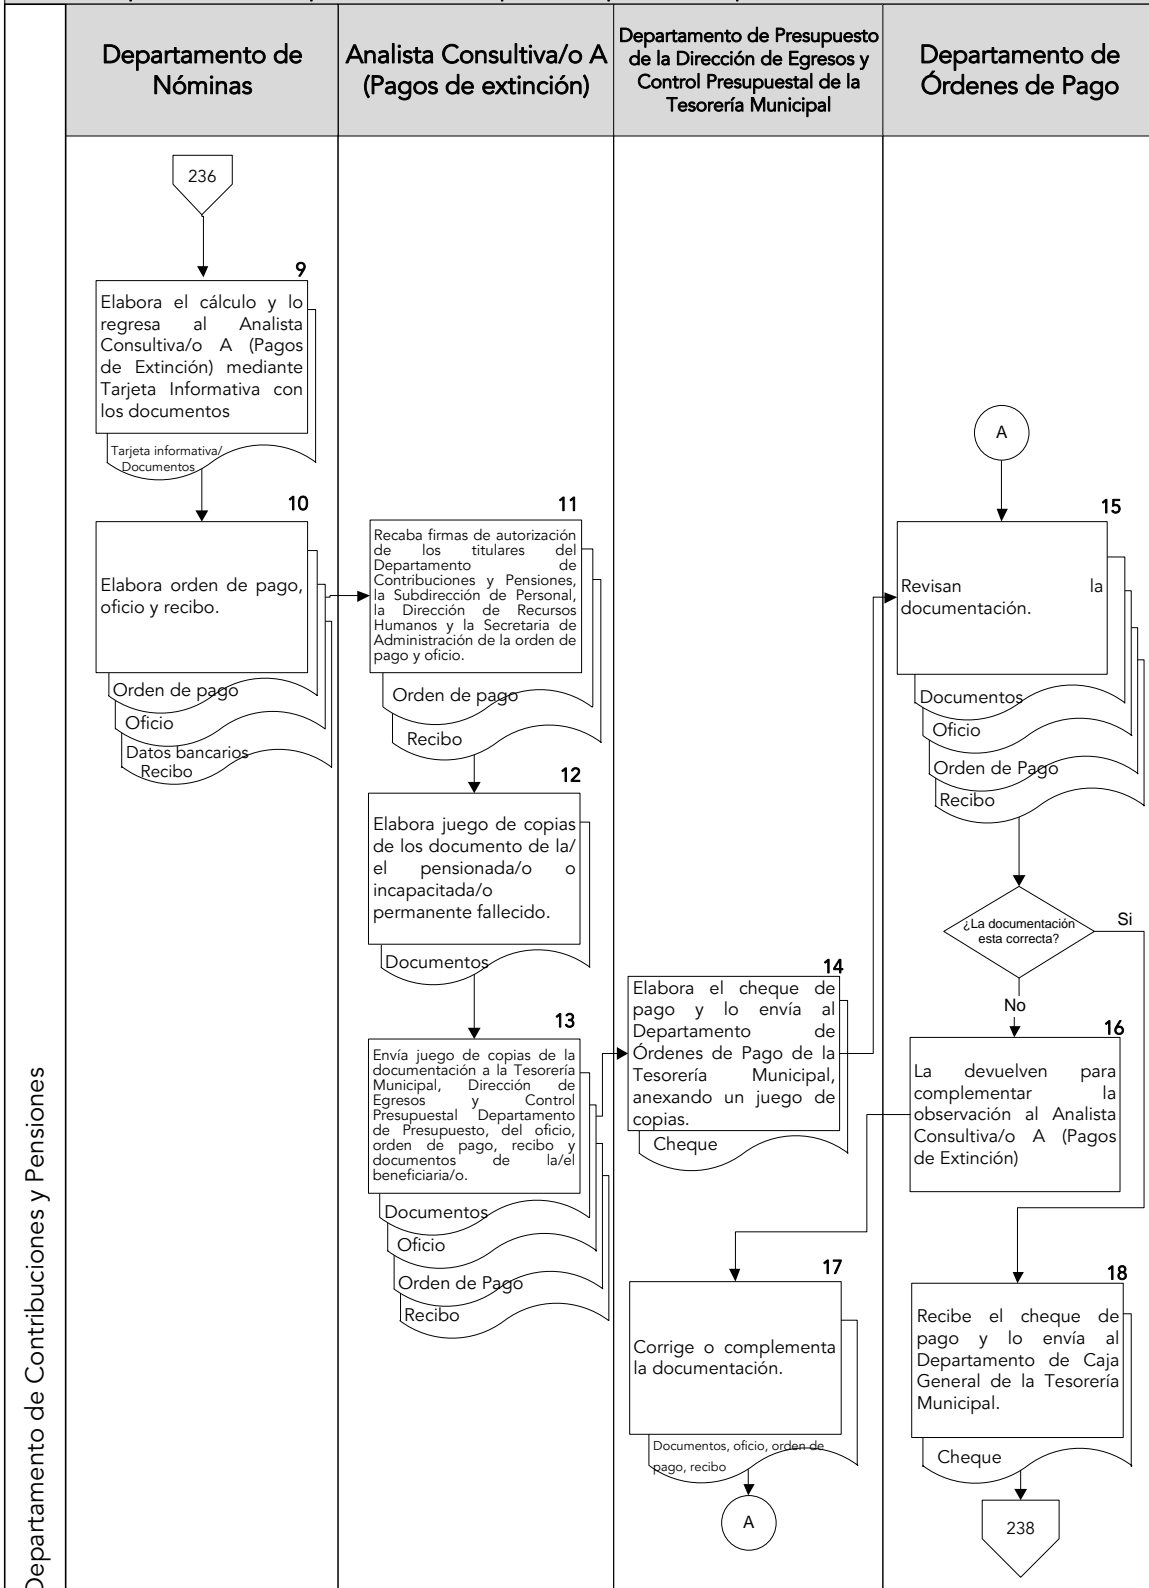 Departamento de
Nóminas
Analista Consultiva/o A
(Pagos de extinción)
Departamento de Presupuesto
de la Dirección de Egresos y
Control Presupuestal de la
Tesorería Municipal
Departamento de
Órdenes de Pago
Departamento de Contribuciones y Pensiones
236
9
Elabora el cálculo y lo
regresa al Analista
Consultiva/o A (Pagos
de Extinción) mediante
Tarjeta Informativa con
los documentos
Tarjeta informativa/
Documentos
10
Elabora orden de pago,
oficio y recibo.
Orden de pago
Oficio
Datos bancarios
Recibo
11
Recaba firmas de autorización
de los titulares del
Departamento de
Contribuciones y Pensiones,
la Subdirección de Personal,
la Dirección de Recursos
Humanos y la Secretaria de
Administración de la orden de
pago y oficio.
Orden de pago
Recibo
12
Elabora juego de copias
de los documento de la/
el pensionada/o o
incapacitada/o
permanente fallecido.
Documentos
13
Envía juego de copias de la
documentación a la Tesorería
Municipal, Dirección de
Egresos y Control
Presupuestal Departamento
de Presupuesto, del oficio,
orden de pago, recibo y
documentos de la/el
beneficiaria/o.
Documentos
Oficio
Orden de Pago
Recibo
14
Elabora el cheque de
pago y lo envía al
Departamento de
Órdenes de Pago de la
Tesorería Municipal,
anexando un juego de
copias.
Cheque
A
15
Revisan la
documentación.
Documentos
Oficio
Orden de Pago
Recibo
¿La documentación
esta correcta?
Si
No
16
La devuelven para
complementar la
observación al Analista
Consultiva/o A (Pagos
de Extinción)
17
Corrige o complementa
la documentación.
Documentos, oficio, orden de
pago, recibo
A
18
Recibe el cheque de
pago y lo envía al
Departamento de Caja
General de la Tesorería
Municipal.
Cheque
238